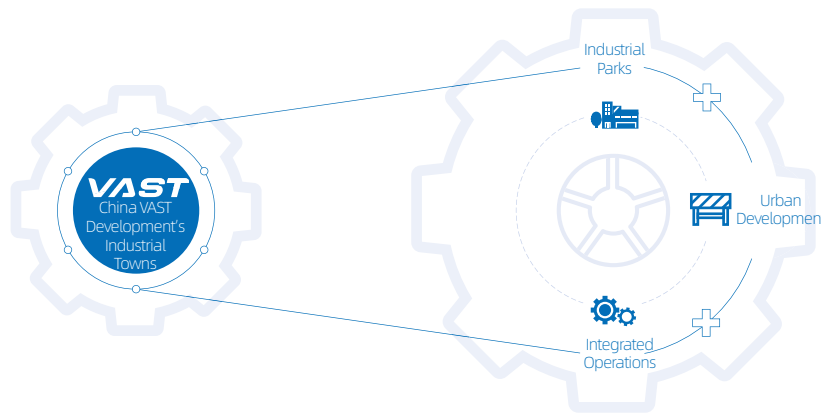 VAST
China VAST
Development's
Industrial
Towns
Industrial
Parks
Urban
Developmen
Integrated
Operations